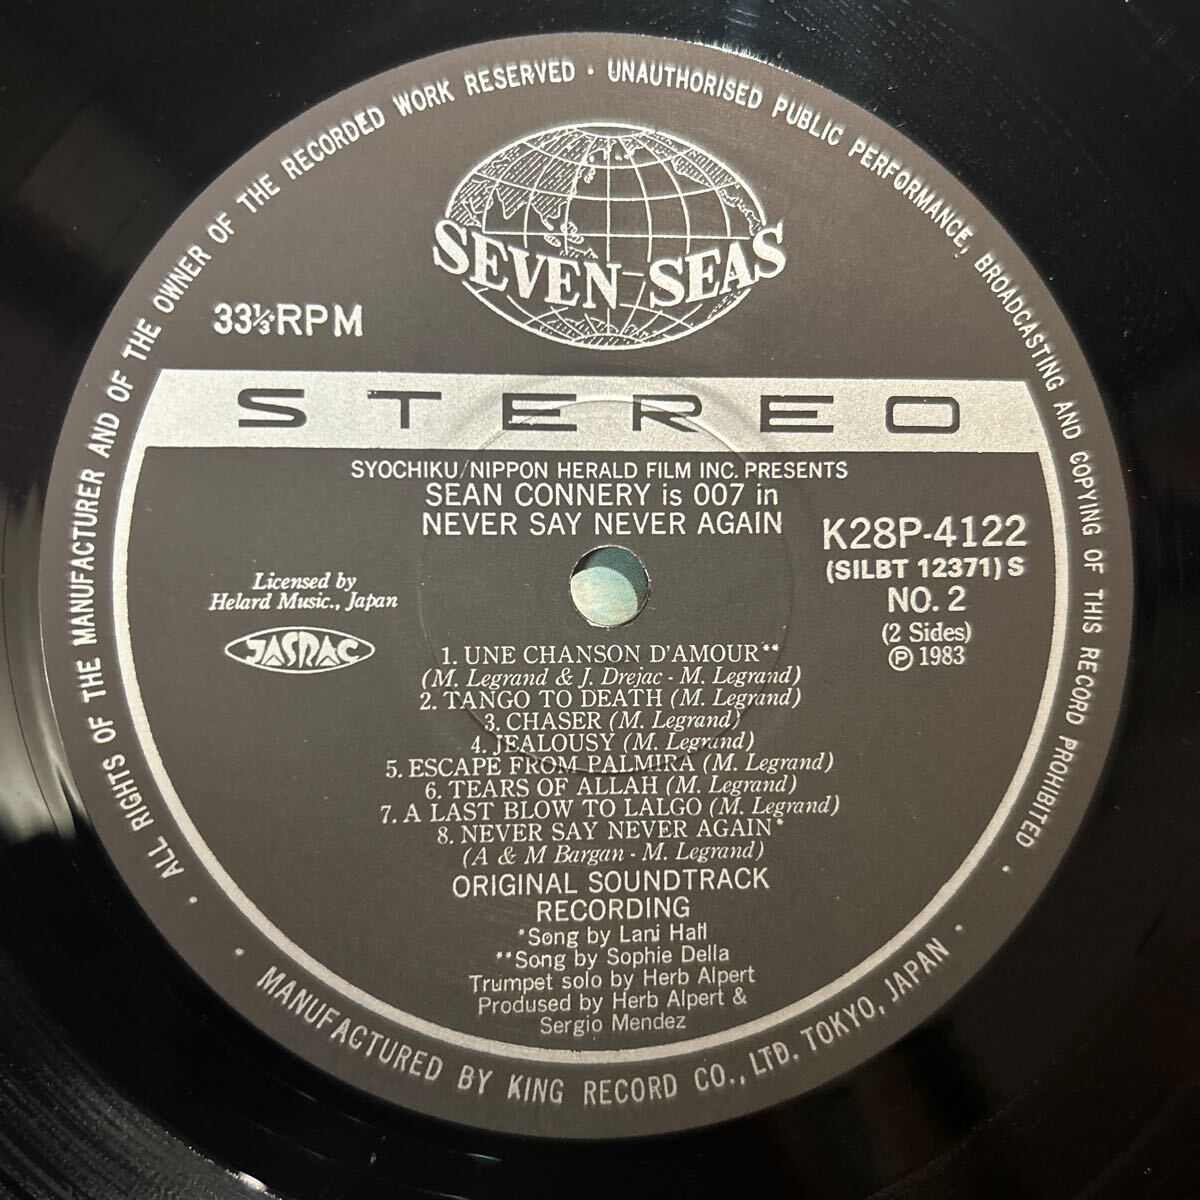 ALL RIGHTS OF THE MANUFACTURER AND OF THE OWNER OF THE RECORDED WORK RESERVED · UNAUTHORISED PUBLIC PERFORMANCE, BROADCASTING AND COPYING OF THIS RECORD PROHIBITED ·
SEVEN SEAS
33⅓RPM
STEREO
SYOCHIKU/NIPPON HERALD FILM INC. PRESENTS
SEAN CONNERY is 007 in
NEVER SAY NEVER AGAIN
K28P-4122
(SILBT 12371) S
NO. 2
(2 Sides)
Ⓟ 1983
Licensed by
Helard Music., Japan
JASRAC
1. UNE CHANSON D'AMOUR**
(M. Legrand & J. Drejac - M. Legrand)
2. TANGO TO DEATH (M. Legrand)
3. CHASER (M. Legrand)
4. JEALOUSY (M. Legrand)
5. ESCAPE FROM PALMIRA (M. Legrand)
6. TEARS OF ALLAH (M. Legrand)
7. A LAST BLOW TO LALGO (M. Legrand)
8. NEVER SAY NEVER AGAIN*
(A & M Bargan - M. Legrand)
ORIGINAL SOUNDTRACK
RECORDING
*Song by Lani Hall
**Song by Sophie Della
Trumpet solo by Herb Alpert
Prodused by Herb Alpert &
Sergio Mendez
· MANUFACTURED BY KING RECORD CO., LTD. TOKYO, JAPAN ·